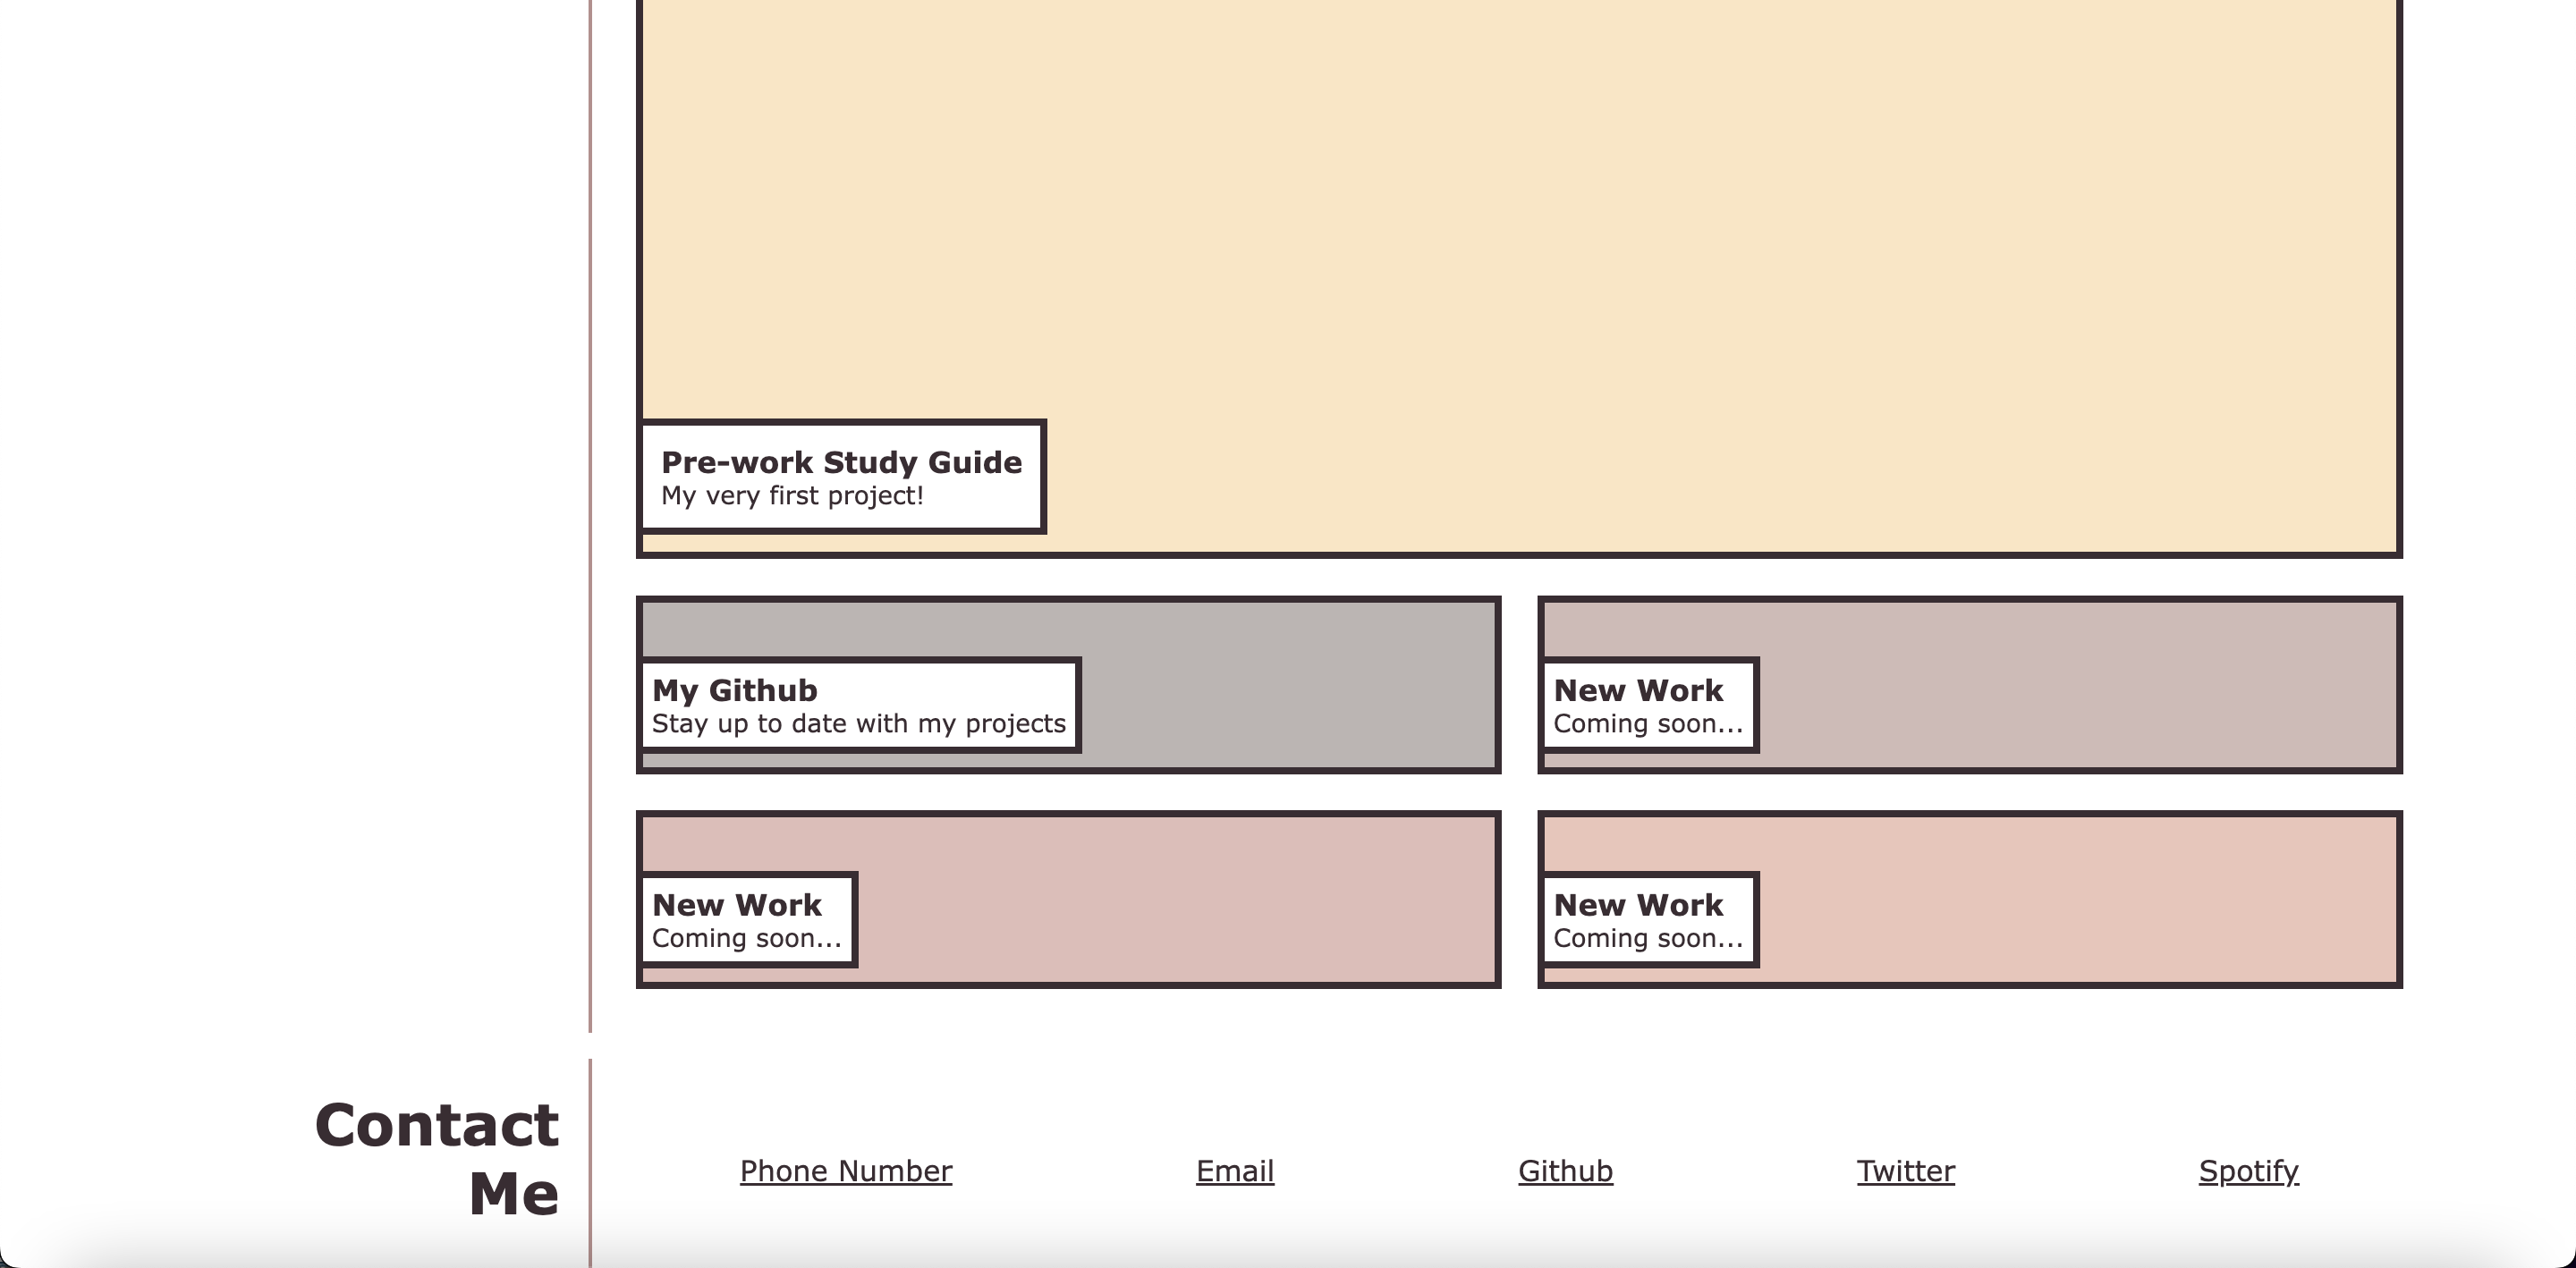 Pre-work Study Guide
My very first project!
My Github
Stay up to date with my projects
New Work
Coming soon...
New Work
Coming soon...
New Work
Coming soon...
Contact
Me
Phone Number
Email
Github
Twitter
Spotify